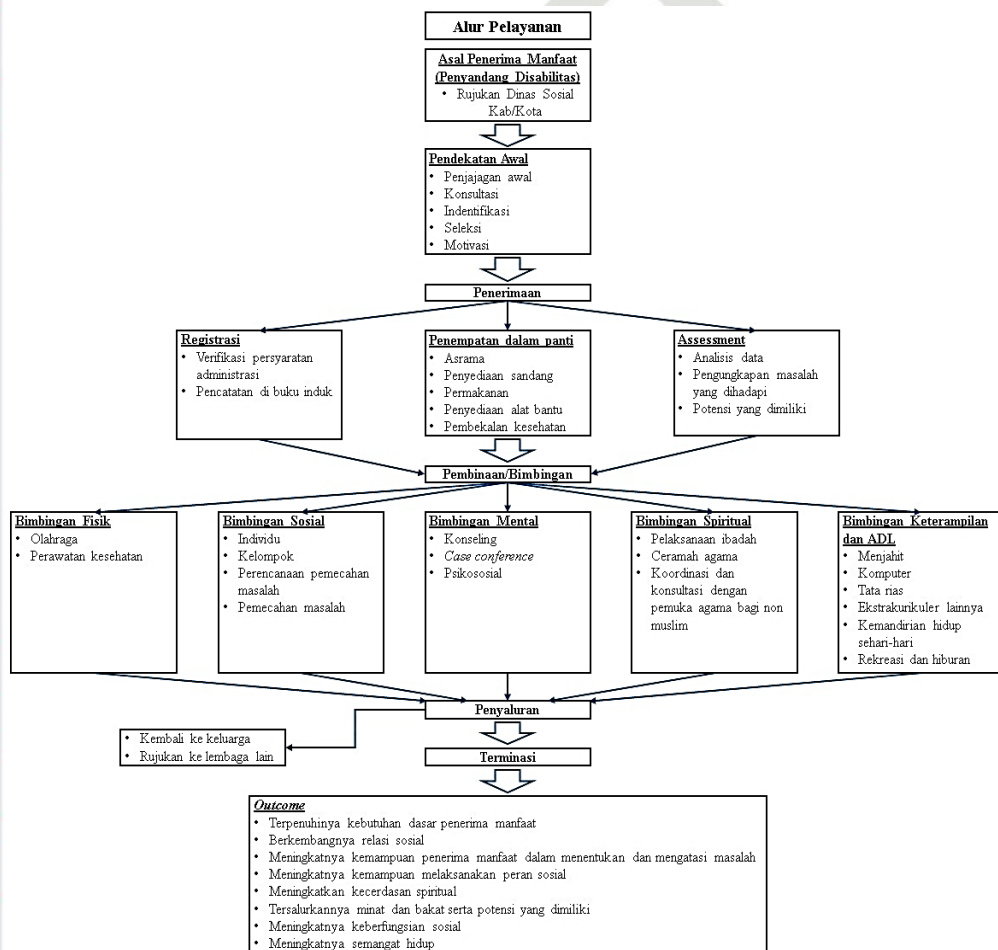 Alur Pelayanan
Asal Penerima Manfaat
(Penyandang Disabilitas)
• Rujukan Dinas Sosial
Kab/Kota
Pendekatan Awal
• Penjajagan awal
• Konsultasi
• Indentifikasi
• Seleksi
• Motivasi
Penerimaan
Registrasi
• Verifikasi persyaratan
administrasi
• Pencatatan di buku induk
Penempatan dalam panti
• Asrama
• Penyediaan sandang
• Permakanan
• Penyediaan alat bantu
• Pembekalan kesehatan
Assessment
• Analisis data
• Pengungkapan masalah
yang dihadapi
• Potensi yang dimiliki
Pembinaan/Bimbingan
Bimbingan Fisik
• Olahraga
• Perawatan kesehatan
Bimbingan Sosial
• Individu
• Kelompok
• Perencanaan pemecahan
masalah
• Pemecahan masalah
Bimbingan Mental
• Konseling
• Case conference
• Psikososial
Bimbingan Spiritual
• Pelaksanaan ibadah
• Ceramah agama
• Koordinasi dan
konsultasi dengan
pemuka agama bagi non
muslim
Bimbingan Keterampilan
dan ADL
• Menjahit
• Komputer
• Tata rias
• Ekstrakurikuler lainnya
• Kemandirian hidup
sehari-hari
• Rekreasi dan hiburan
Penyaluran
• Kembali ke keluarga
• Rujukan ke lembaga lain
Terminasi
Outcome
• Terpenuhinya kebutuhan dasar penerima manfaat
• Berkembangnya relasi sosial
• Meningkatnya kemampuan penerima manfaat dalam menentukan dan mengatasi masalah
• Meningkatnya kemampuan melaksanakan peran sosial
• Meningkatkan kecerdasan spiritual
• Tersalurkannya minat dan bakat serta potensi yang dimiliki
• Meningkatnya keberfungsian sosial
• Meningkatnya semangat hidup